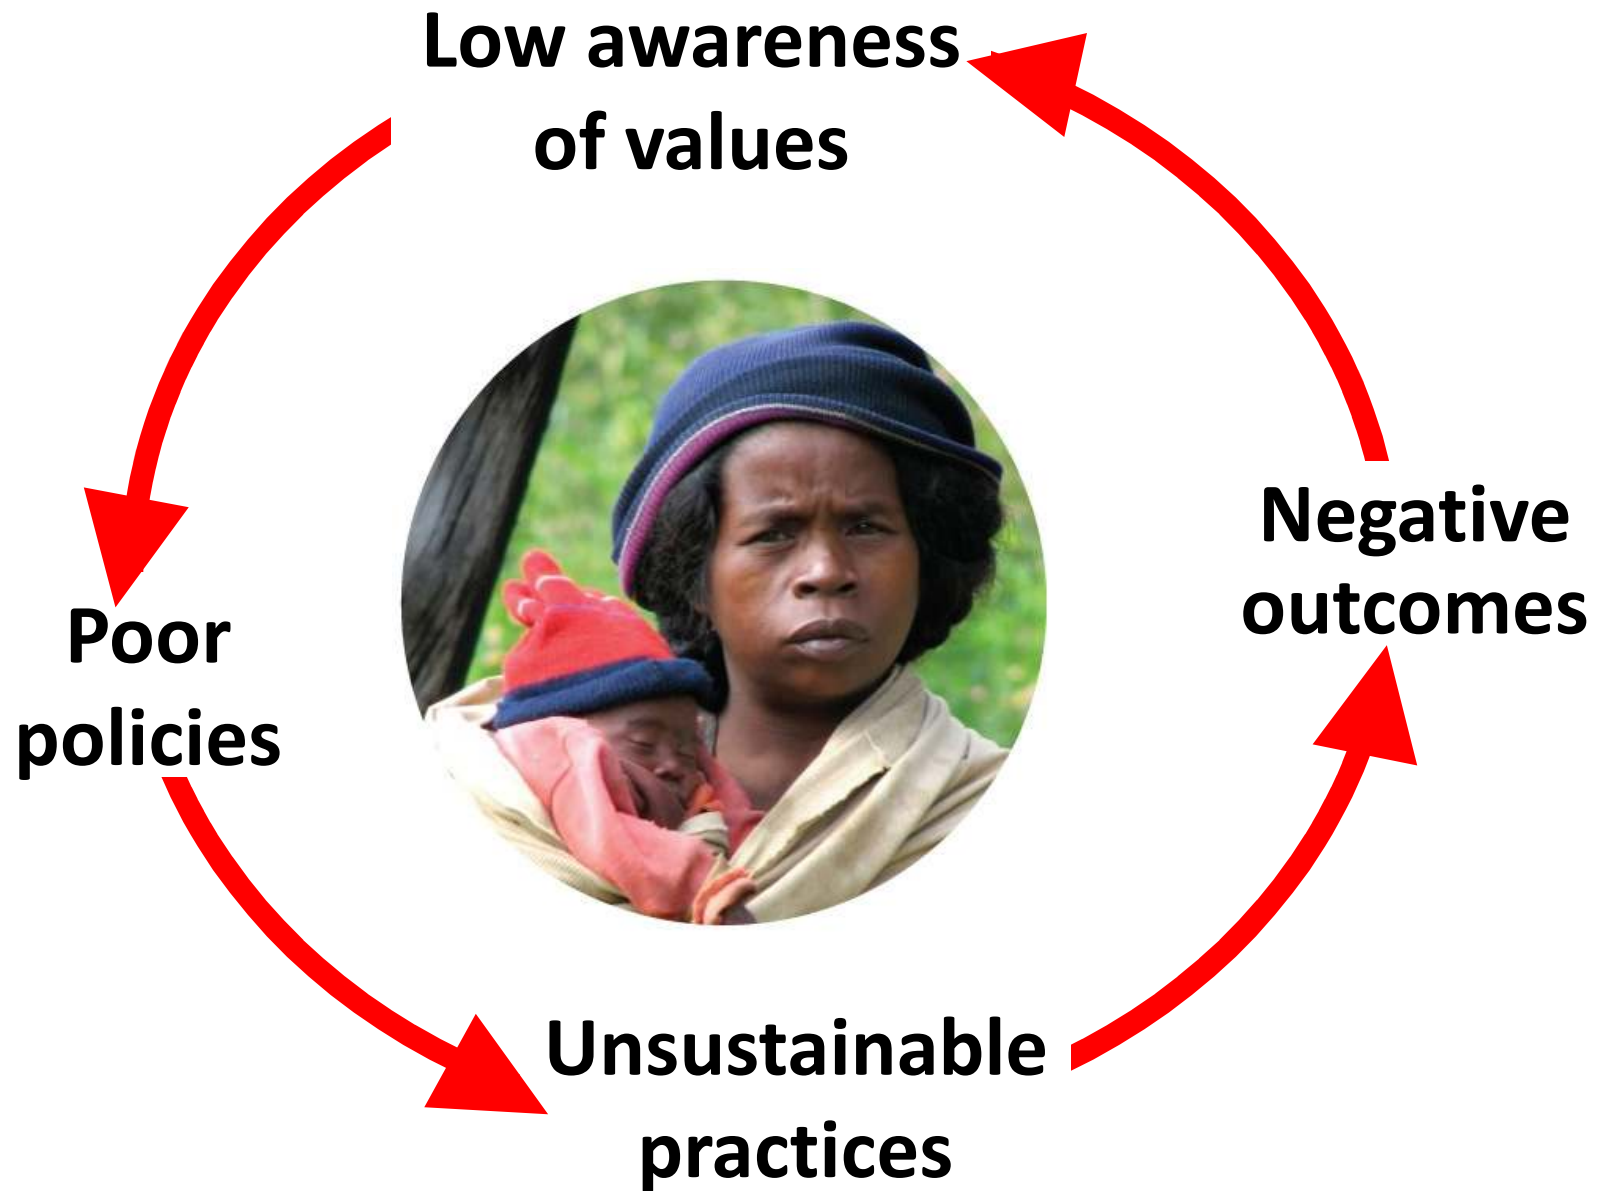 Low awareness
of values
Poor
policies
Unsustainable
practices
Negative
outcomes